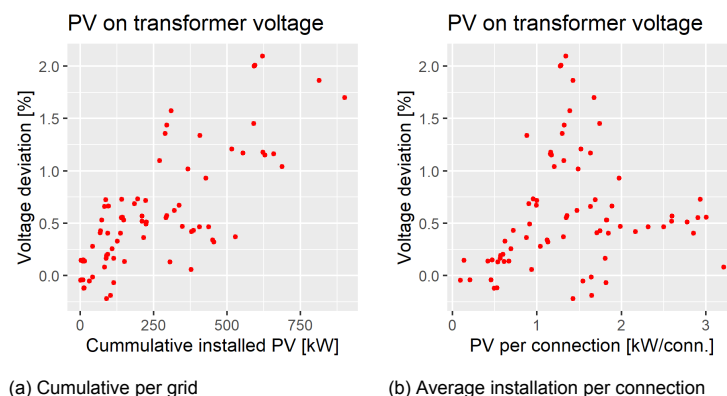 PV on transformer voltage
Voltage deviation [%]
2.0
1.5
1.0
0.5
0.0
0 250 500 750
Cummulative installed PV [kW]
(a) Cumulative per grid
PV on transformer voltage
Voltage deviation [%]
2.0
1.5
1.0
0.5
0.0
0 1 2 3
PV per connection [kW/conn.]
(b) Average installation per connection